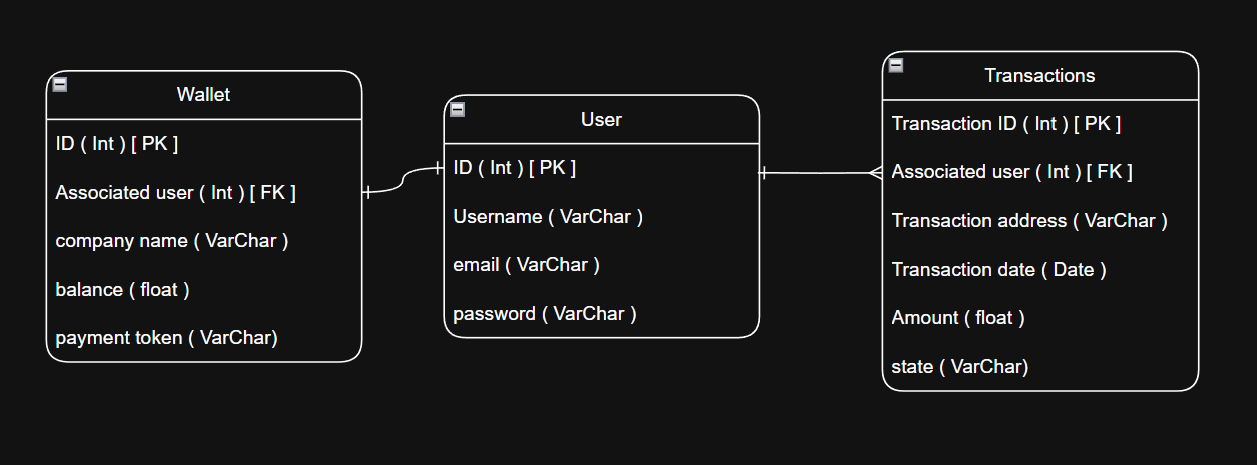 Wallet
ID ( Int ) [ PK ]
Associated user ( Int ) [ FK ]
company name ( VarChar )
balance ( float )
payment token ( VarChar)
User
ID ( Int ) [ PK ]
Username ( VarChar )
email ( VarChar )
password ( VarChar )
Transactions
Transaction ID ( Int ) [ PK ]
Associated user ( Int ) [ FK ]
Transaction address ( VarChar )
Transaction date ( Date )
Amount ( float )
state ( VarChar)